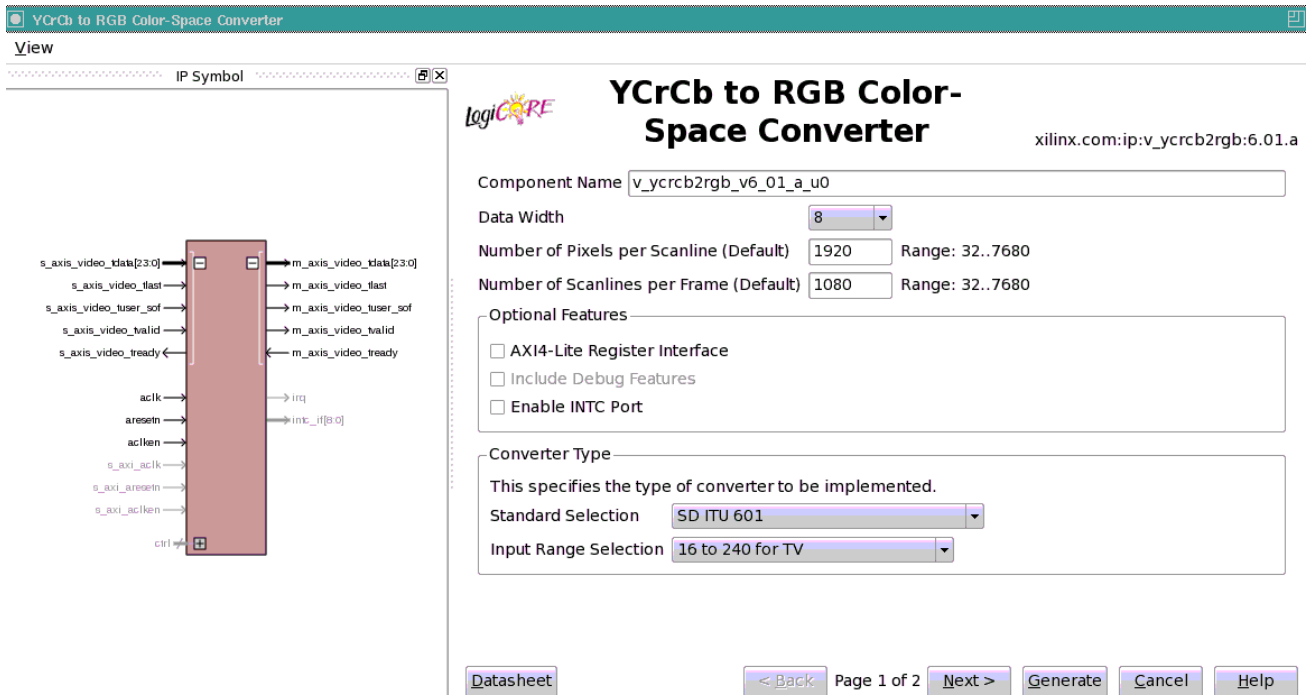 YCrCb to RGB Color-Space Converter
View
IP Symbol
s_axis_video_tdata[23:0]
s_axis_video_tlast
s_axis_video_tuser_sof
s_axis_video_tvalid
s_axis_video_tready
aclk
aresetn
aclken
s_axi_aclk
s_axi_aresetn
s_axi_aclken
ctrl
m_axis_video_tdata[23:0]
m_axis_video_tlast
m_axis_video_tuser_sof
m_axis_video_tvalid
m_axis_video_tready
irq
intc_if[8:0]
logiCORE
YCrCb to RGB Color-
Space Converter
xilinx.com:ip:v_ycrcb2rgb:6.01.a
Component Name v_ycrcb2rgb_v6_01_a_u0
Data Width 8
Number of Pixels per Scanline (Default) 1920 Range: 32..7680
Number of Scanlines per Frame (Default) 1080 Range: 32..7680
Optional Features
AXI4-Lite Register Interface
Include Debug Features
Enable INTC Port
Converter Type
This specifies the type of converter to be implemented.
Standard Selection SD ITU 601
Input Range Selection 16 to 240 for TV
Datasheet < Back Page 1 of 2 Next > Generate Cancel Help